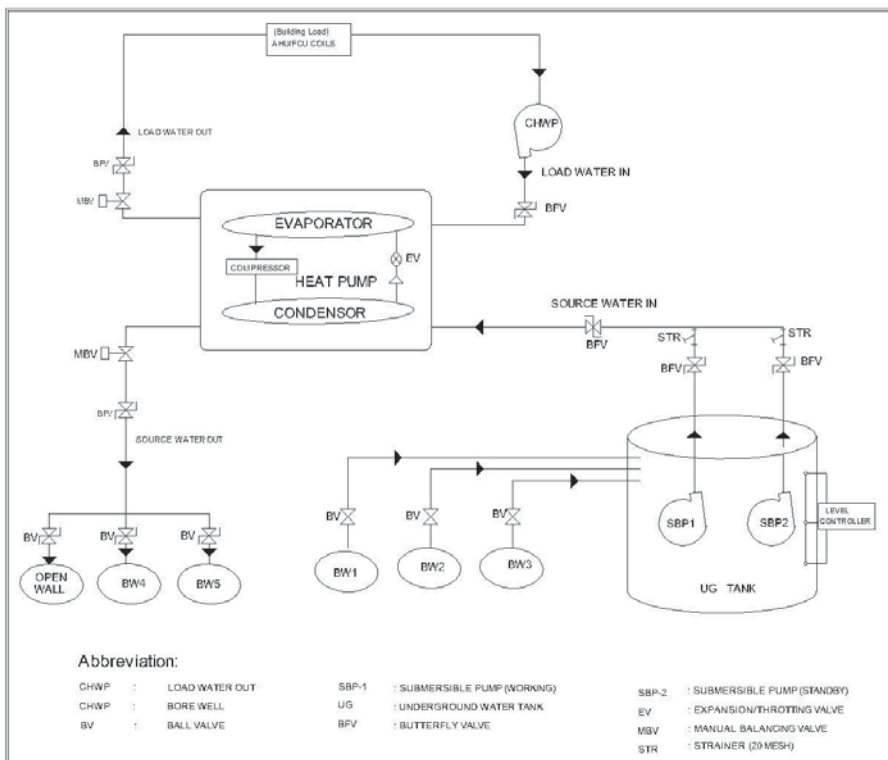 (Building Load)
AHUIFCU COILS
CHWP
LOAD WATER OUT
BFV
MBV
LOAD WATER IN
BFV
EVAPORATOR
COMPRESSOR
EV
HEAT PUMP
CONDENSOR
SOURCE WATER IN
BFV
STR
STR
BFV
BFV
MBV
BFV
SOURCE WATER OUT
BV
BV
BV
OPEN
WALL
BW4
BW5
BV
BV
BV
BW1
BW2
BW3
SBP1
SBP2
LEVEL
CONTROLLER
UG TANK
Abbreviation:
CHWP : LOAD WATER OUT
CHWP : BORE WELL
BV : BALL VALVE
SBP-1 : SUBMERSIBLE PUMP (WORKING)
UG : UNDERGROUND WATER TANK
BFV : BUTTERFLY VALVE
SBP-2 : SUBMERSIBLE PUMP (STANDBY)
EV : EXPANSION/THROTTING VALVE
MBV : MANUAL BALANCING VALVE
STR : STRAINER (20 MESH)